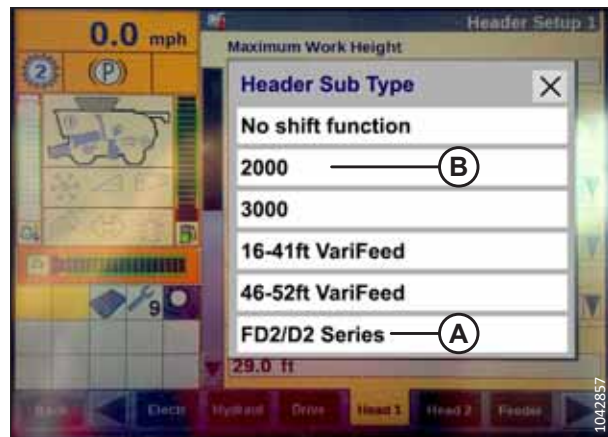 0.0 mph
Header Setup 1
Maximum Work Height
2
(P)
Header Sub Type
No shift function
2000
B
3000
16-41ft VariFeed
46-52ft VariFeed
9
FD2/D2 Series
A
29.0 ft
Back
Electr
Hydraul
Drive
Head 1
Head 2
Feeder
1042857